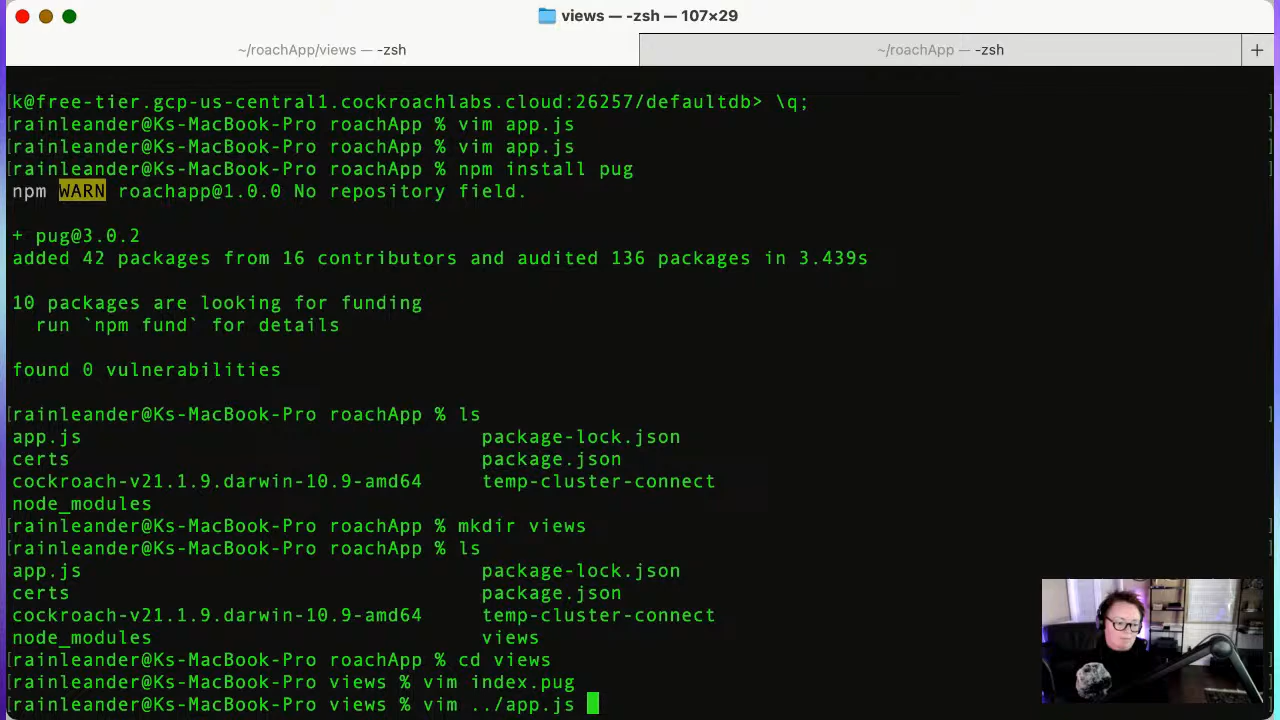 views — -zsh — 107×29
~/roachApp/views — -zsh
~/roachApp — -zsh
+
[k@free-tier.gcp-us-central1.cockroachlabs.cloud:26257/defaultdb> \q; ]
[rainleander@Ks-MacBook-Pro roachApp % vim app.js ]
[rainleander@Ks-MacBook-Pro roachApp % vim app.js ]
[rainleander@Ks-MacBook-Pro roachApp % npm install pug ]
npm WARN roachapp@1.0.0 No repository field.
+ pug@3.0.2
added 42 packages from 16 contributors and audited 136 packages in 3.439s
10 packages are looking for funding
run `npm fund` for details
found 0 vulnerabilities
[rainleander@Ks-MacBook-Pro roachApp % ls ]
app.js package-lock.json
certs package.json
cockroach-v21.1.9.darwin-10.9-amd64 temp-cluster-connect
node_modules
[rainleander@Ks-MacBook-Pro roachApp % mkdir views ]
[rainleander@Ks-MacBook-Pro roachApp % ls ]
app.js package-lock.json
certs package.json
cockroach-v21.1.9.darwin-10.9-amd64 temp-cluster-connect
node_modules views
[rainleander@Ks-MacBook-Pro roachApp % cd views
[rainleander@Ks-MacBook-Pro views % vim index.pug
[rainleander@Ks-MacBook-Pro views % vim ../app.js ]